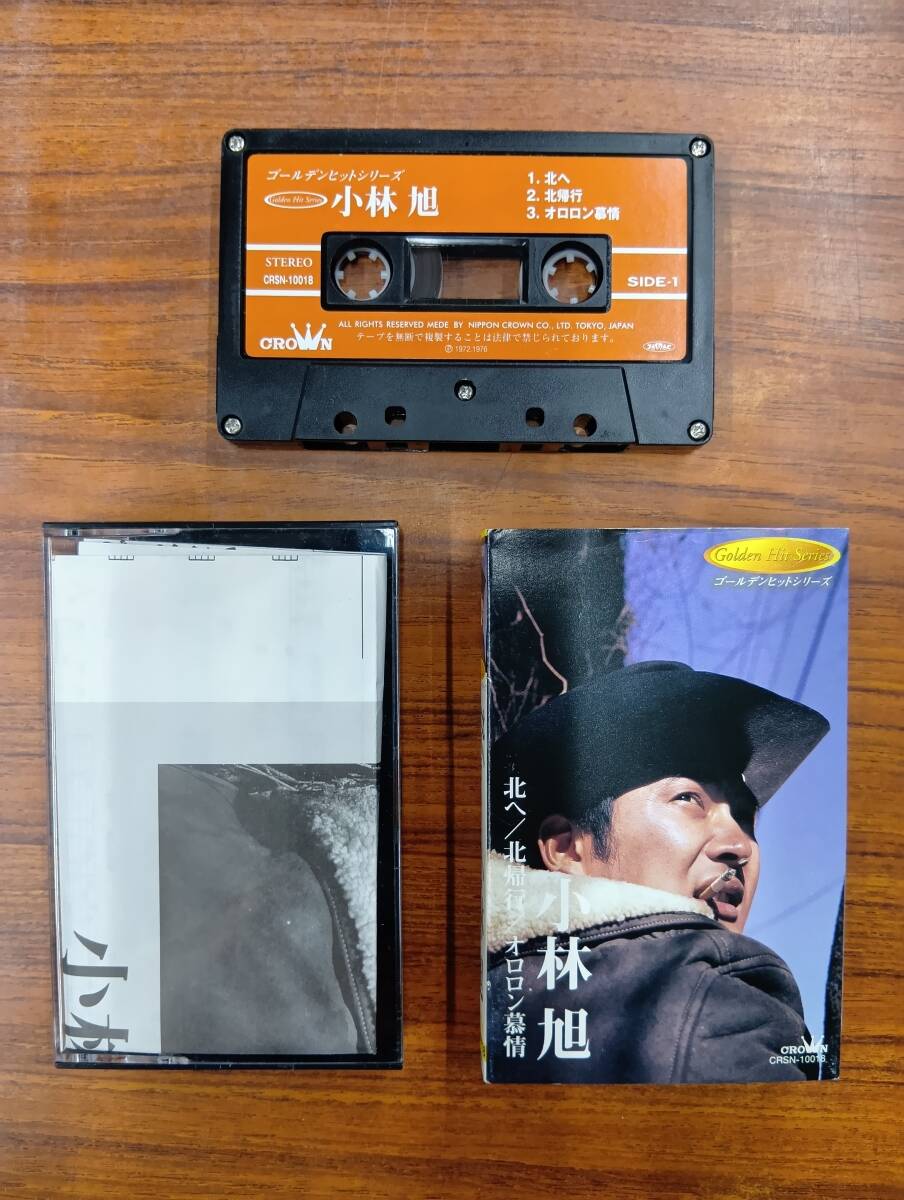 ゴールデンヒットシリーズ
Golden Hit Series
小林 旭
1. 北へ
2. 北帰行
3. オロロン慕情
STEREO
CRSN-10018
SIDE-1
CROWN
ALL RIGHTS RESERVED MEDE BY NIPPON CROWN CO., LTD. TOKYO, JAPAN
テープを無断で複製することは法律で禁じられております。
Ⓟ 1972.1976
小林
Golden Hit Series
ゴールデンヒットシリーズ
北へ／北帰行／オロロン慕情
小林 旭
CROWN
CRSN-10018